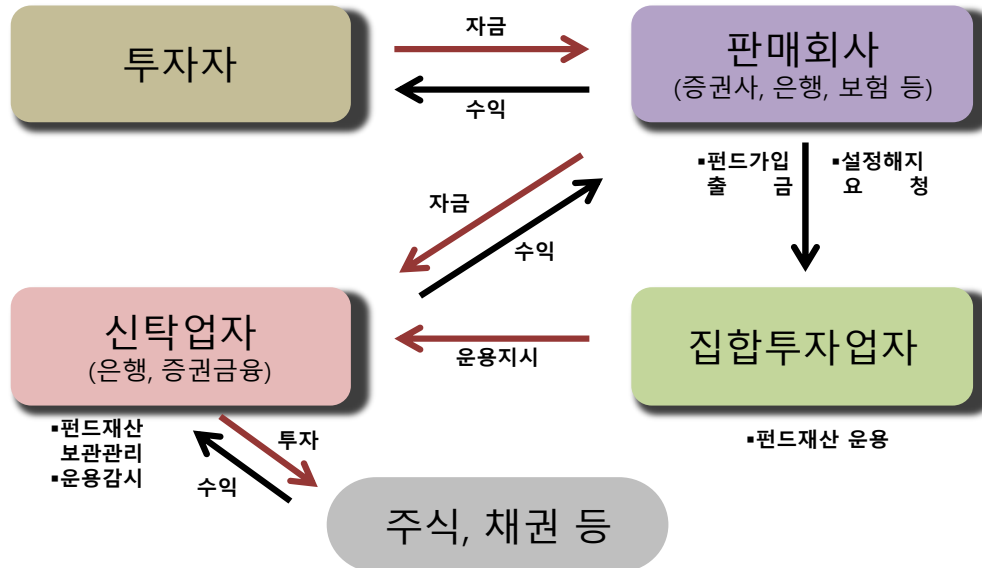 투자자
자금
수익
판매회사
(증권사, 은행, 보험 등)
▪펀드가입
출 금
▪설정해지
요 청
자금
수익
신탁업자
(은행, 증권금융)
운용지시
집합투자업자
▪펀드재산
보관관리
▪운용감시
투자
수익
▪펀드재산 운용
주식, 채권 등